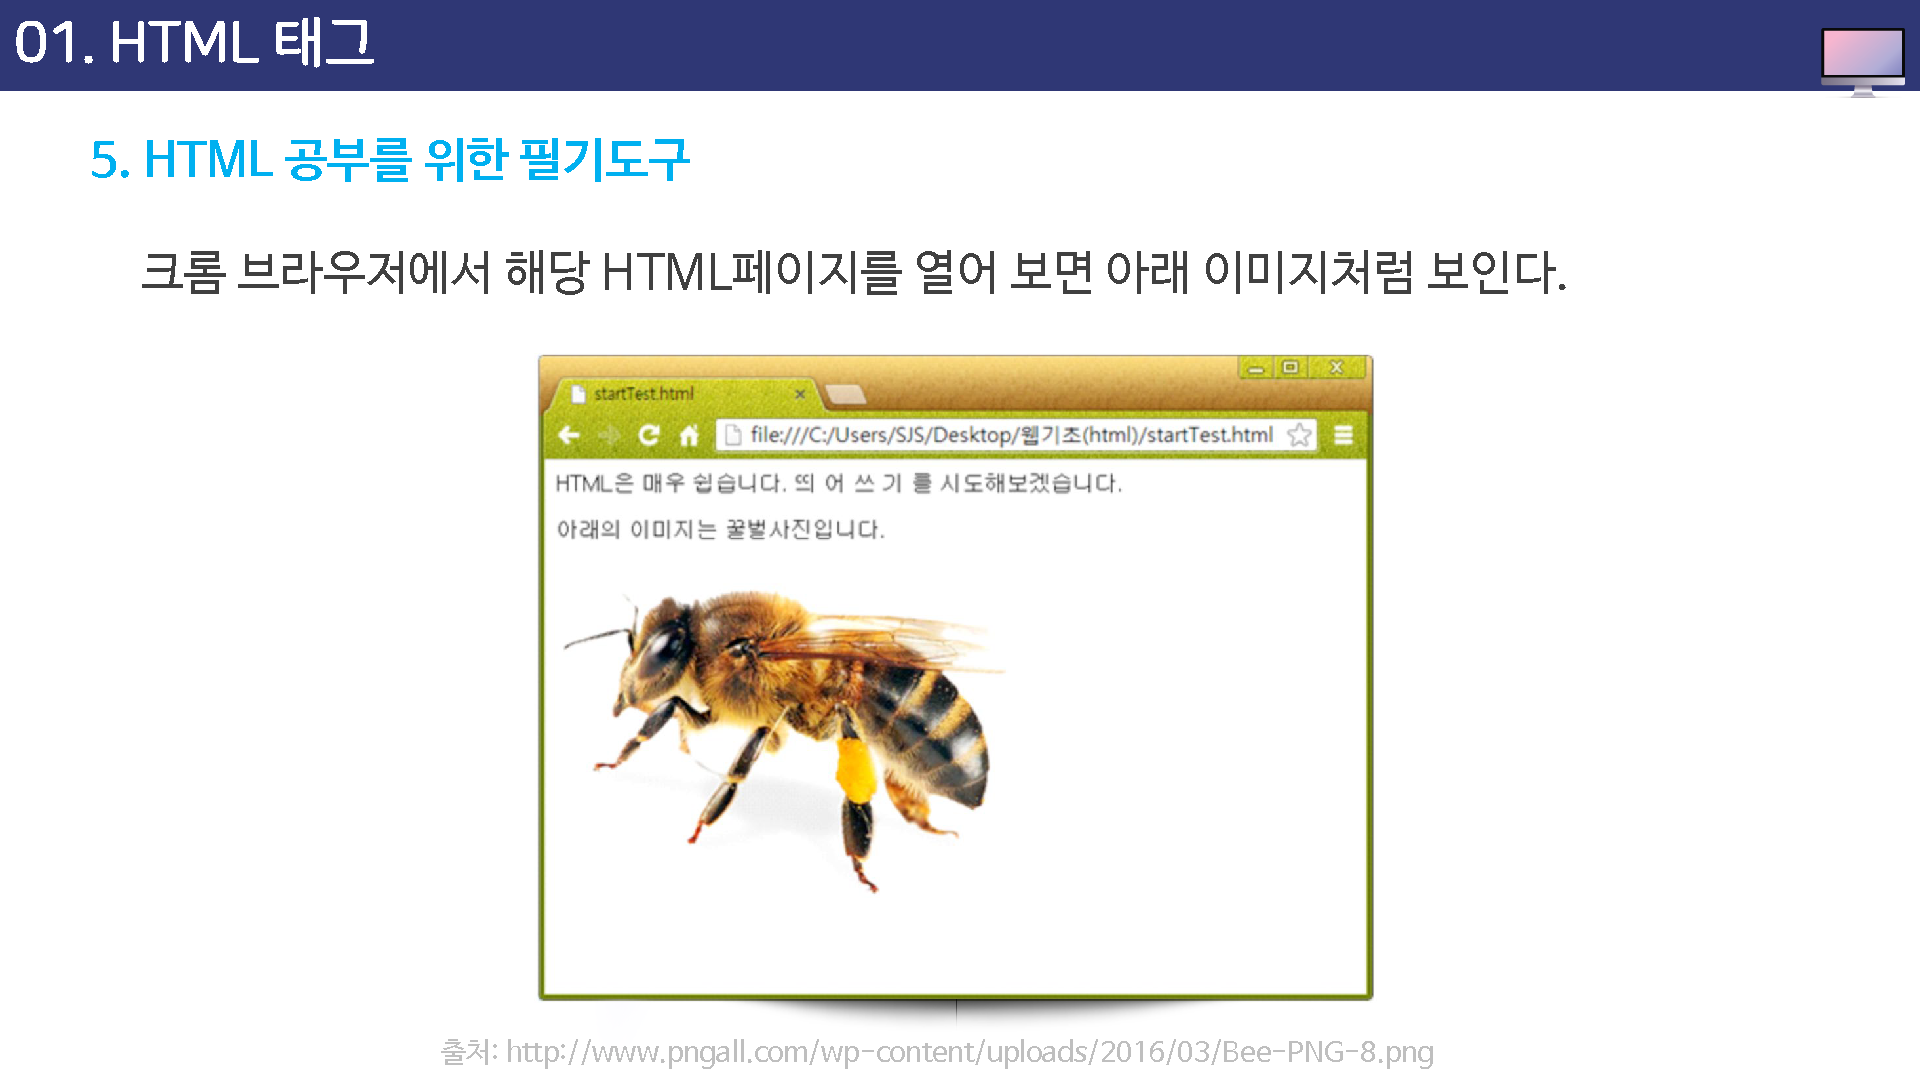 01. HTML 태그
5. HTML 공부를 위한 필기도구
크롬 브라우저에서 해당 HTML페이지를 열어 보면 아래 이미지처럼 보인다.
startTest.html
file:///C:/Users/SJS/Desktop/웹기초(html)/startTest.html
HTML은 매우 쉽습니다. 띄 어 쓰 기 를 시도해보겠습니다.
아래의 이미지는 꿀벌사진입니다.
출처: http://www.pngall.com/wp-content/uploads/2016/03/Bee-PNG-8.png